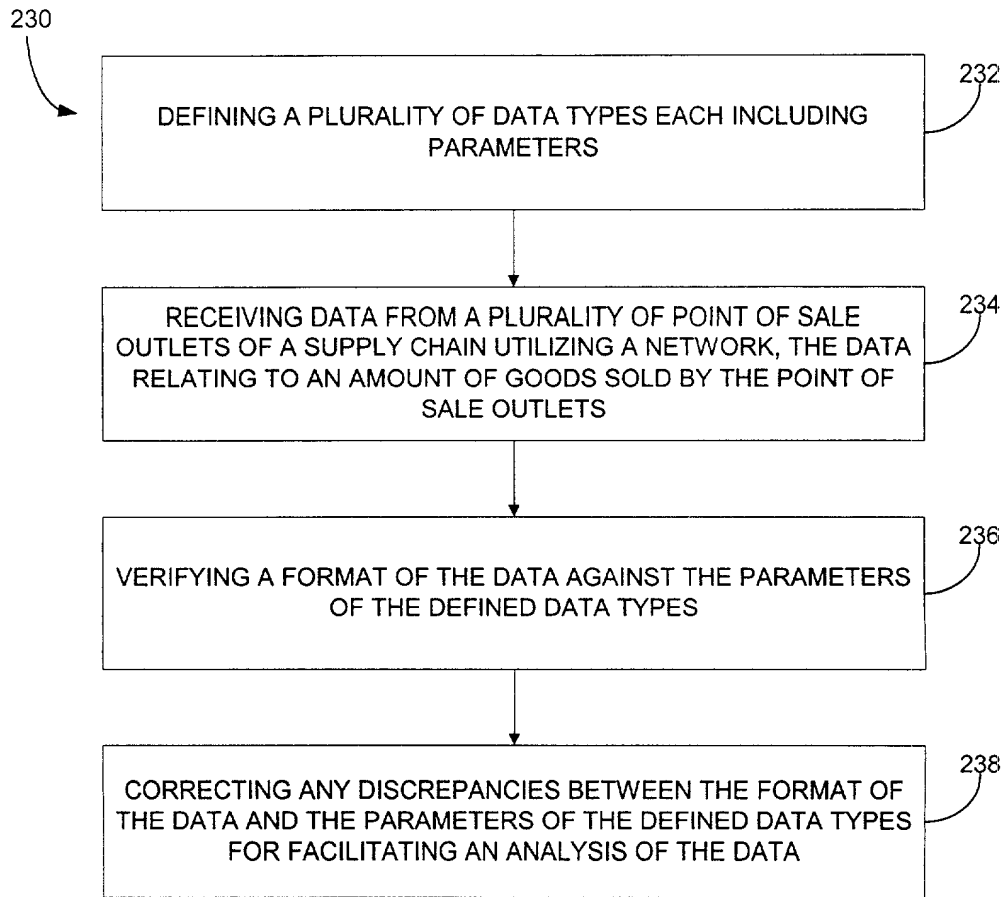 230
232
DEFINING A PLURALITY OF DATA TYPES EACH INCLUDING
PARAMETERS
234
RECEIVING DATA FROM A PLURALITY OF POINT OF SALE
OUTLETS OF A SUPPLY CHAIN UTILIZING A NETWORK, THE DATA
RELATING TO AN AMOUNT OF GOODS SOLD BY THE POINT OF
SALE OUTLETS
236
VERIFYING A FORMAT OF THE DATA AGAINST THE PARAMETERS
OF THE DEFINED DATA TYPES
238
CORRECTING ANY DISCREPANCIES BETWEEN THE FORMAT OF
THE DATA AND THE PARAMETERS OF THE DEFINED DATA TYPES
FOR FACILITATING AN ANALYSIS OF THE DATA